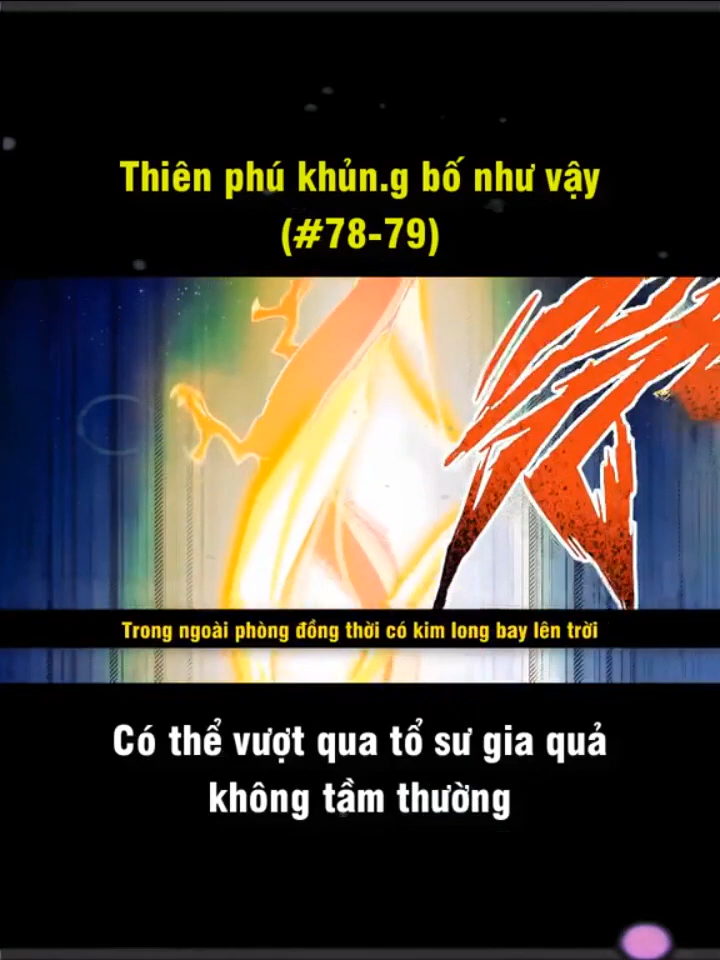 Thiên phú khủn.g bố như vậy
(#78-79)
Trong ngoài phòng đồng thời có kim long bay lên trời
Có thể vượt qua tổ sư gia quả
không tầm thường